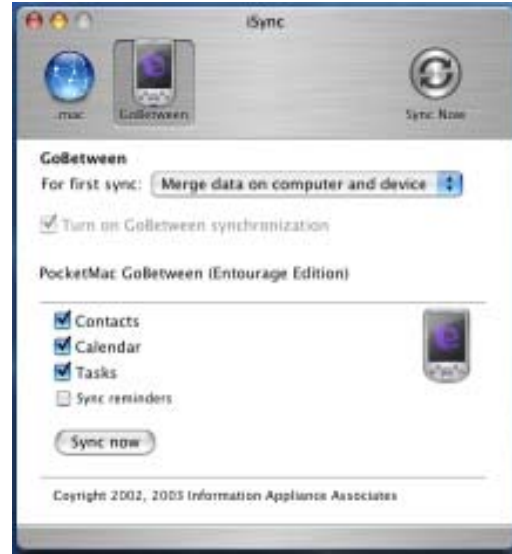 iSync
.mac
GoBetween
Sync Now
GoBetween
For first sync: Merge data on computer and device
Turn on GoBetween synchronization
PocketMac GoBetween (Entourage Edition)
Contacts
Calendar
Tasks
Sync reminders
Sync now
Coyright 2002, 2003 Information Appliance Associates